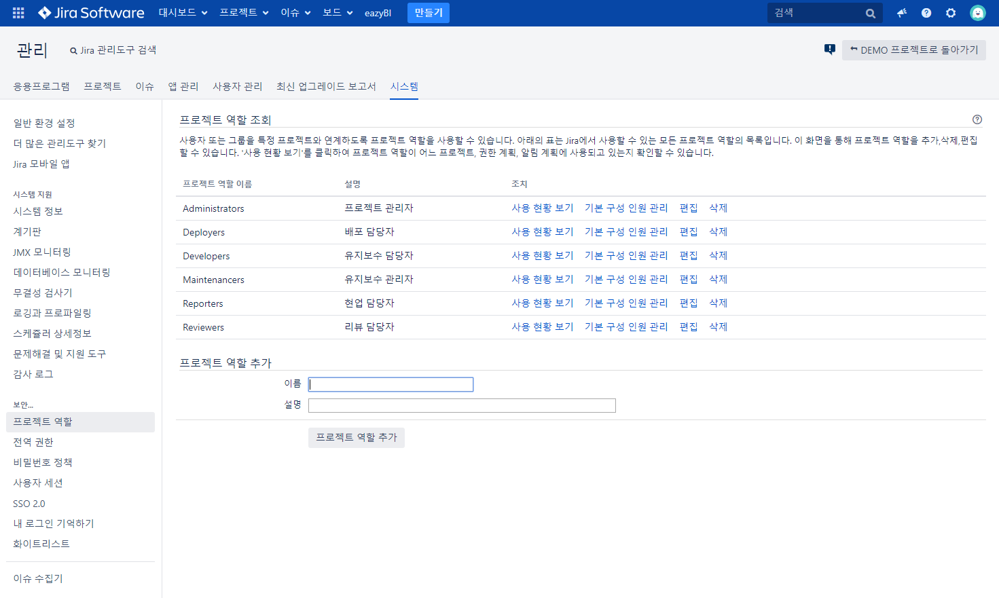 Jira Software 대시보드 프로젝트 이슈 보드 eazyBI 만들기 검색
관리 Jira 관리도구 검색 DEMO 프로젝트로 돌아가기
응용프로그램 프로젝트 이슈 앱 관리 사용자 관리 최신 업그레이드 보고서 시스템
일반 환경 설정
더 많은 관리도구 찾기
Jira 모바일 앱
시스템 지원
시스템 정보
계기판
JMX 모니터링
데이터베이스 모니터링
무결성 검사기
로깅과 프로파일링
스케쥴러 상세정보
문제해결 및 지원 도구
감사 로그
보안...
프로젝트 역할
전역 권한
비밀번호 정책
사용자 세션
SSO 2.0
내 로그인 기억하기
화이트리스트
이슈 수집기
프로젝트 역할 조회
사용자 또는 그룹을 특정 프로젝트와 연계하도록 프로젝트 역할을 사용할 수 있습니다. 아래의 표는 Jira에서 사용할 수 있는 모든 프로젝트 역할의 목록입니다. 이 화면을 통해 프로젝트 역할을 추가,삭제,편집
할 수 있습니다. '사용 현황 보기'를 클릭하여 프로젝트 역할이 어느 프로젝트, 권한 계획, 알림 계획에 사용되고 있는지 확인할 수 있습니다.
프로젝트 역할 이름 설명 조치
Administrators 프로젝트 관리자 사용 현황 보기 기본 구성 인원 관리 편집 삭제
Deployers 배포 담당자 사용 현황 보기 기본 구성 인원 관리 편집 삭제
Developers 유지보수 담당자 사용 현황 보기 기본 구성 인원 관리 편집 삭제
Maintenancers 유지보수 관리자 사용 현황 보기 기본 구성 인원 관리 편집 삭제
Reporters 현업 담당자 사용 현황 보기 기본 구성 인원 관리 편집 삭제
Reviewers 리뷰 담당자 사용 현황 보기 기본 구성 인원 관리 편집 삭제
프로젝트 역할 추가
이름
설명
프로젝트 역할 추가